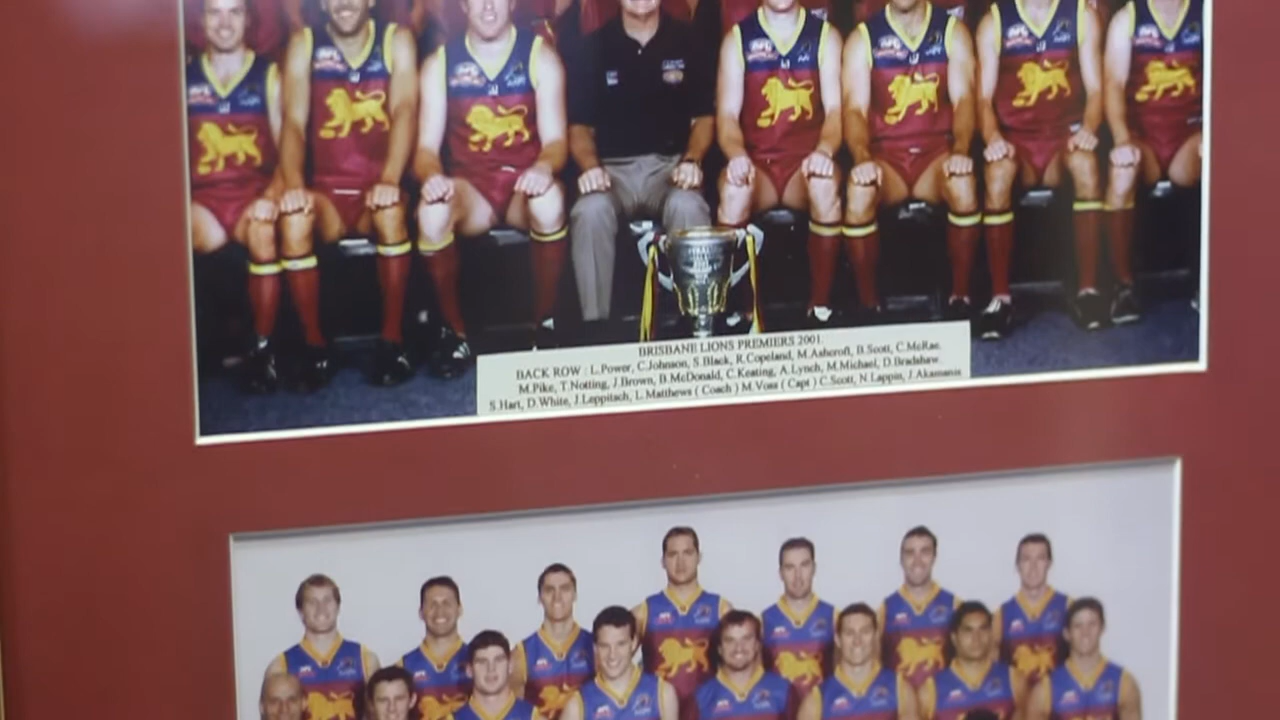 BRISBANE LIONS PREMIERS 2001.
BACK ROW : L.Power, C.Johnson, S.Black, R.Copeland, M.Ashcroft, B.Scott, C.McRae.
M.Pike, T.Notting, J.Brown, B.McDonald, C.Keating, A.Lynch, M.Michael, D.Bradshaw.
S.Hart, D.White, J.Leppitsch, L.Matthews ( Coach ) M.Voss ( Capt ) C.Scott, N.Lappin, J.Akamanis